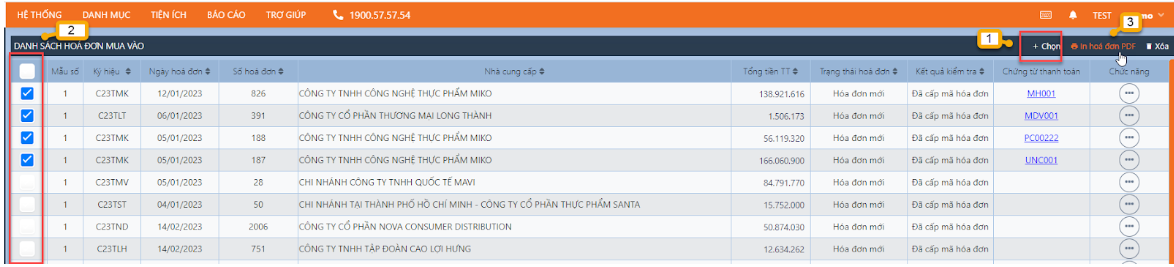 HỆ THỐNG DANH MỤC TIỆN ÍCH BÁO CÁO TRỢ GIÚP 1900.57.57.54 TEST mo
2
1
3
DANH SÁCH HOÁ ĐƠN MUA VÀO + Chọn In hoá đơn PDF Xóa
Mẫu số Ký hiệu Ngày hoá đơn Số hoá đơn Nhà cung cấp Tổng tiền TT Trạng thái hoá đơn Kết quả kiểm tra Chứng từ thanh toán Chức năng
1 C23TMK 12/01/2023 826 CÔNG TY TNHH CÔNG NGHỆ THỰC PHẨM MIKO 138.921.616 Hóa đơn mới Đã cấp mã hóa đơn MH001
1 C23TLT 06/01/2023 391 CÔNG TY CỔ PHẦN THƯƠNG MẠI LONG THÀNH 1.506.173 Hóa đơn mới Đã cấp mã hóa đơn MDV001
1 C23TMK 05/01/2023 188 CÔNG TY TNHH CÔNG NGHỆ THỰC PHẨM MIKO 56.119.320 Hóa đơn mới Đã cấp mã hóa đơn PC00222
1 C23TMK 05/01/2023 187 CÔNG TY TNHH CÔNG NGHỆ THỰC PHẨM MIKO 166.060.900 Hóa đơn mới Đã cấp mã hóa đơn UNC001
1 C23TMV 05/01/2023 28 CHI NHÁNH CÔNG TY TNHH QUỐC TẾ MAVI 84.791.770 Hóa đơn mới Đã cấp mã hóa đơn
1 C23TST 04/01/2023 50 CHI NHÁNH TẠI THÀNH PHỐ HỒ CHÍ MINH - CÔNG TY CỔ PHẦN THỰC PHẨM SANTA 15.752.000 Hóa đơn mới Đã cấp mã hóa đơn
1 C23TND 14/02/2023 2006 CÔNG TY CỔ PHẦN NOVA CONSUMER DISTRIBUTION 50.874.030 Hóa đơn mới Đã cấp mã hóa đơn
1 C23TLH 14/02/2023 751 CÔNG TY TNHH TẬP ĐOÀN CAO LỢI HƯNG 12.634.262 Hóa đơn mới Đã cấp mã hóa đơn